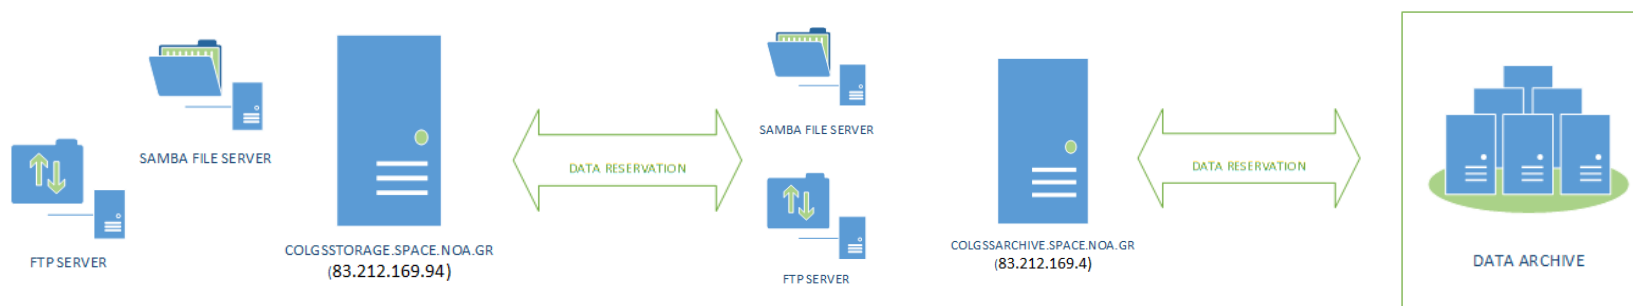 SAMBA FILE SERVER
FTP SERVER
COLGSSTORAGE.SPACE.NOA.GR
(83.212.169.94)
DATA RESERVATION
SAMBA FILE SERVER
FTP SERVER
COLGSSARCHIVE.SPACE.NOA.GR
(83.212.169.4)
DATA RESERVATION
DATA ARCHIVE